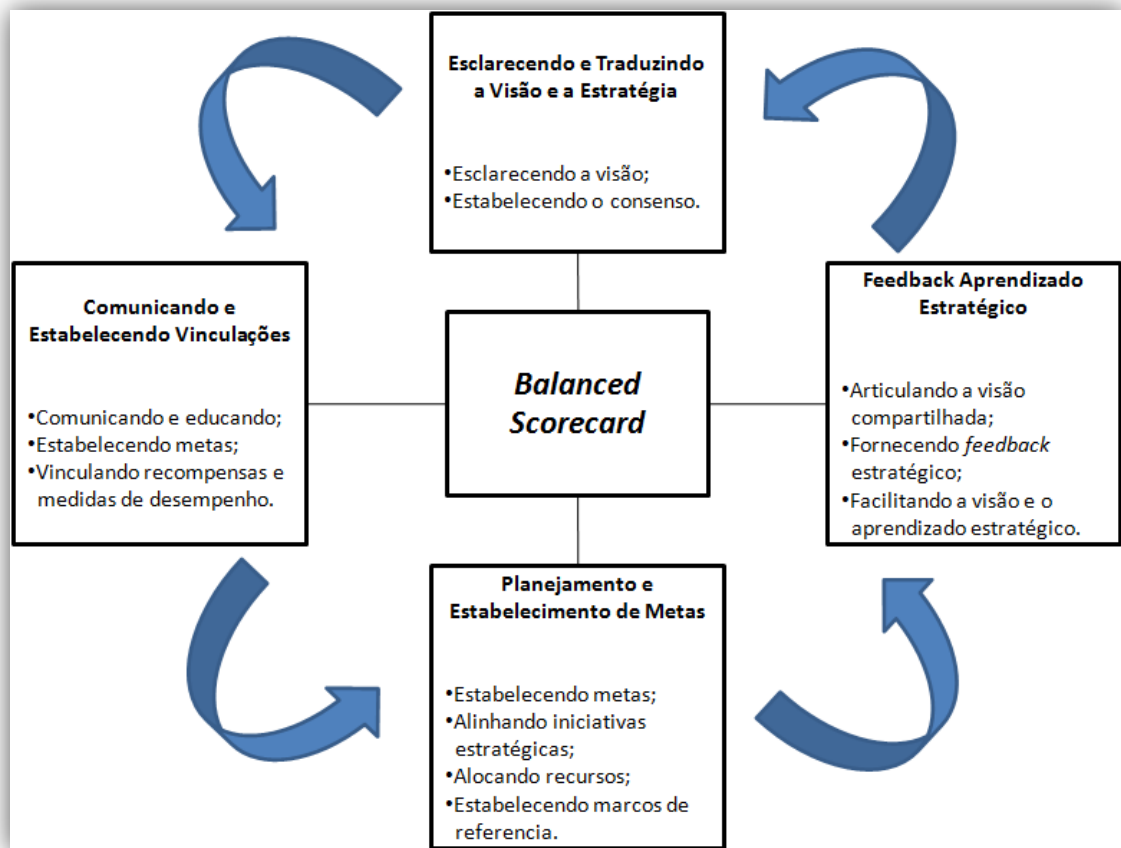 Esclarecendo e Traduzindo
a Visão e a Estratégia
•Esclarecendo a visão;
•Estabelecendo o consenso.
Comunicando e
Estabelecendo Vinculações
•Comunicando e educando;
•Estabelecendo metas;
•Vinculando recompensas e
medidas de desempenho.
Balanced
Scorecard
Feedback Aprendizado
Estratégico
•Articulando a visão
compartilhada;
•Fornecendo feedback
estratégico;
•Facilitando a visão e o
aprendizado estratégico.
Planejamento e
Estabelecimento de Metas
•Estabelecendo metas;
•Alinhando iniciativas
estratégicas;
•Alocando recursos;
•Estabelecendo marcos de
referencia.